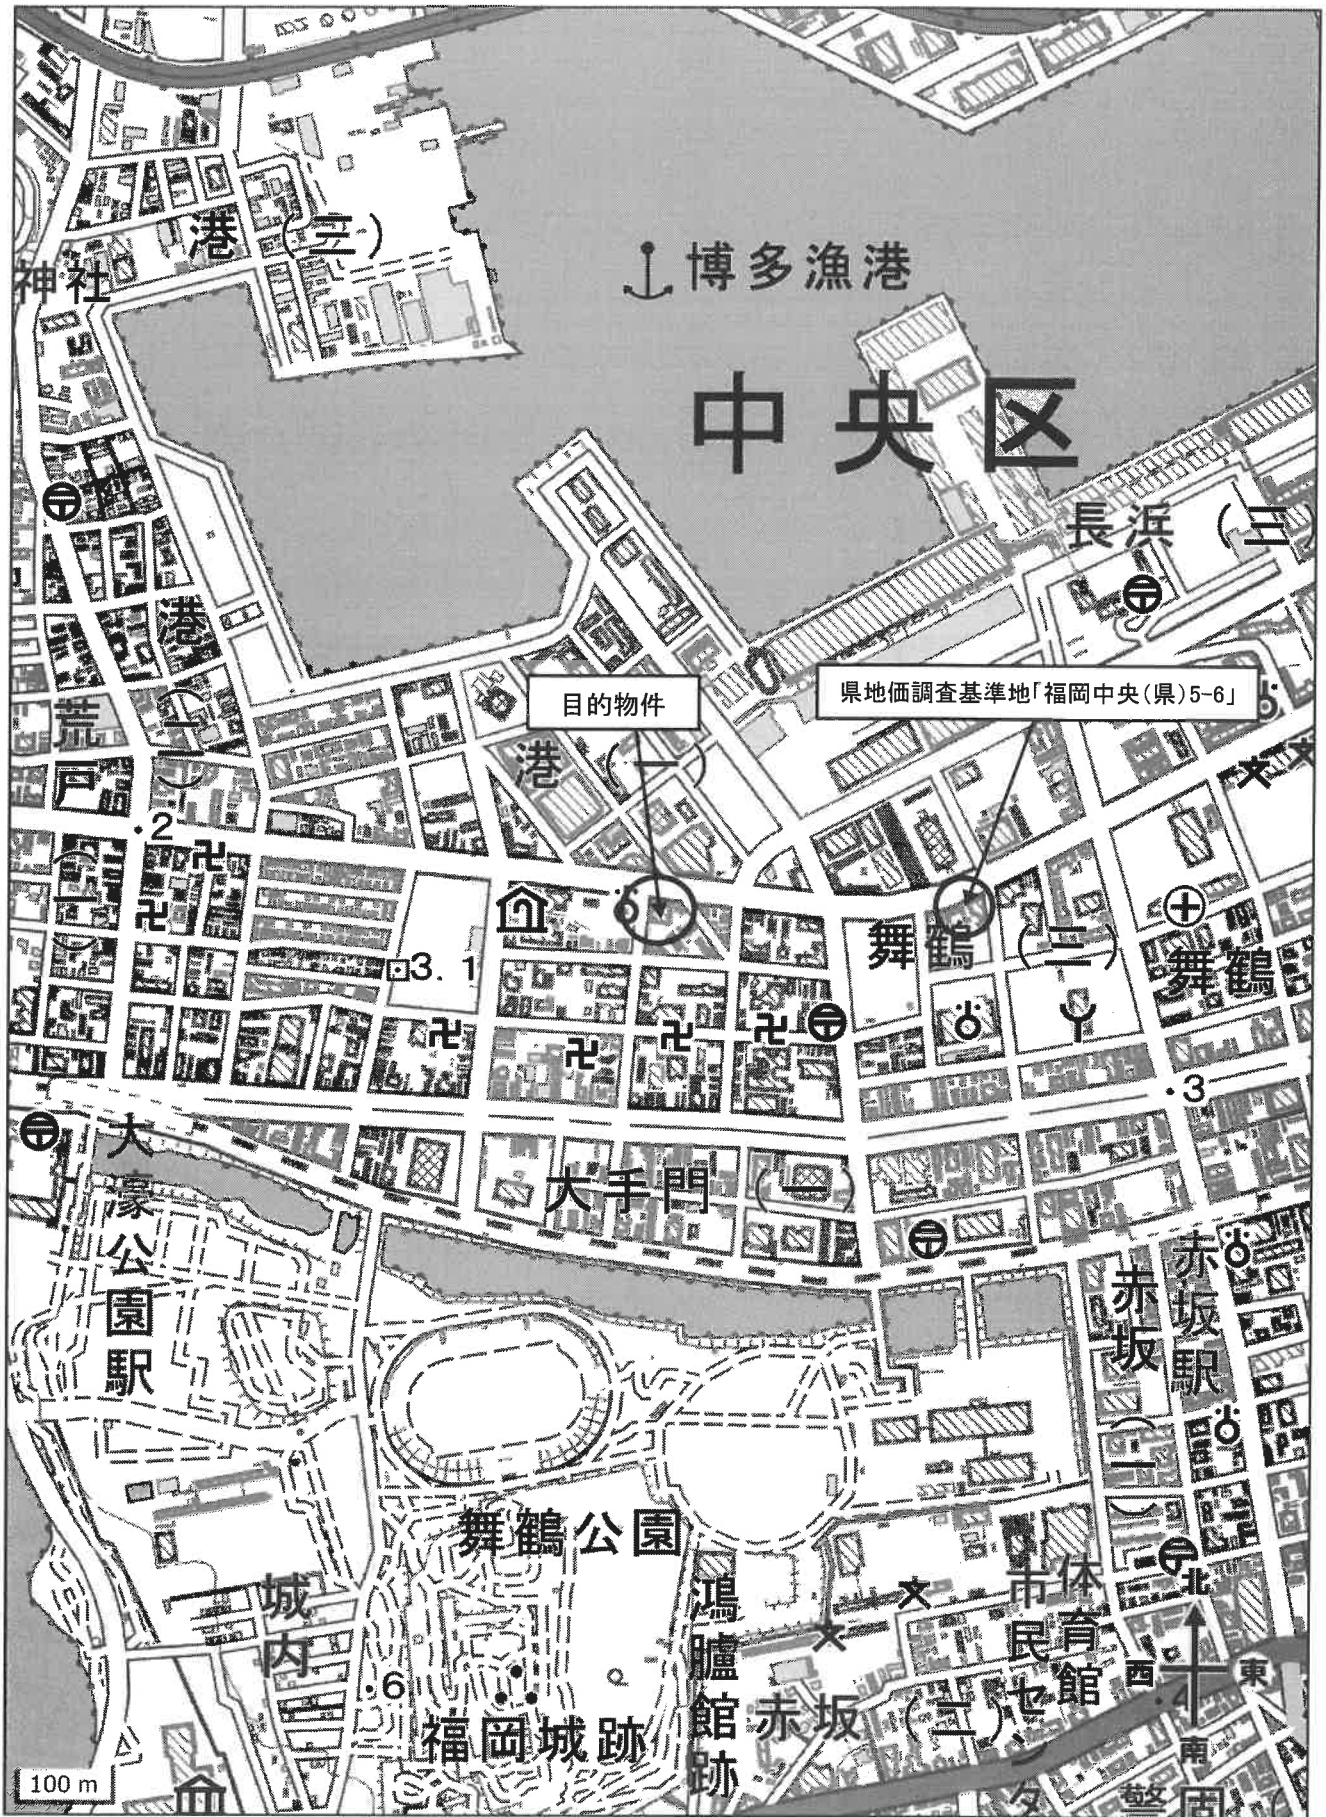 港(三)
神社
博多漁港
中央区
長浜(三)
港(二)
荒戸(一)
目的物件
県地価調査基準地「福岡中央(県)5-6」
港(一)
・2
舞鶴(三)
舞鶴
3.1
・3
大濠公園駅
大手門(一)
赤坂(一)
赤坂駅
舞鶴公園
城内
鴻臚館跡
市民セン
体育館
北
西
東
南
・6
福岡城跡
赤坂(二)
100 m